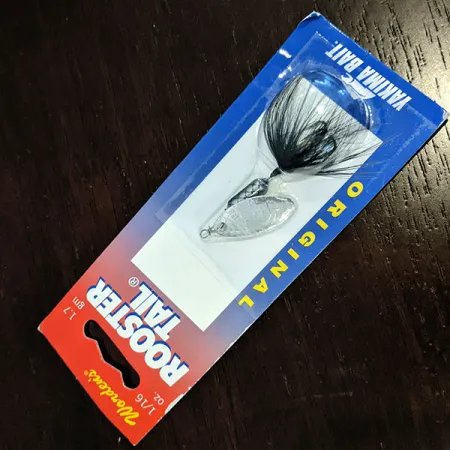 Worden's®
1/16 oz
1.7 gm
ROOSTER
TAIL®
ORIGINAL
YAKIMA BAIT.